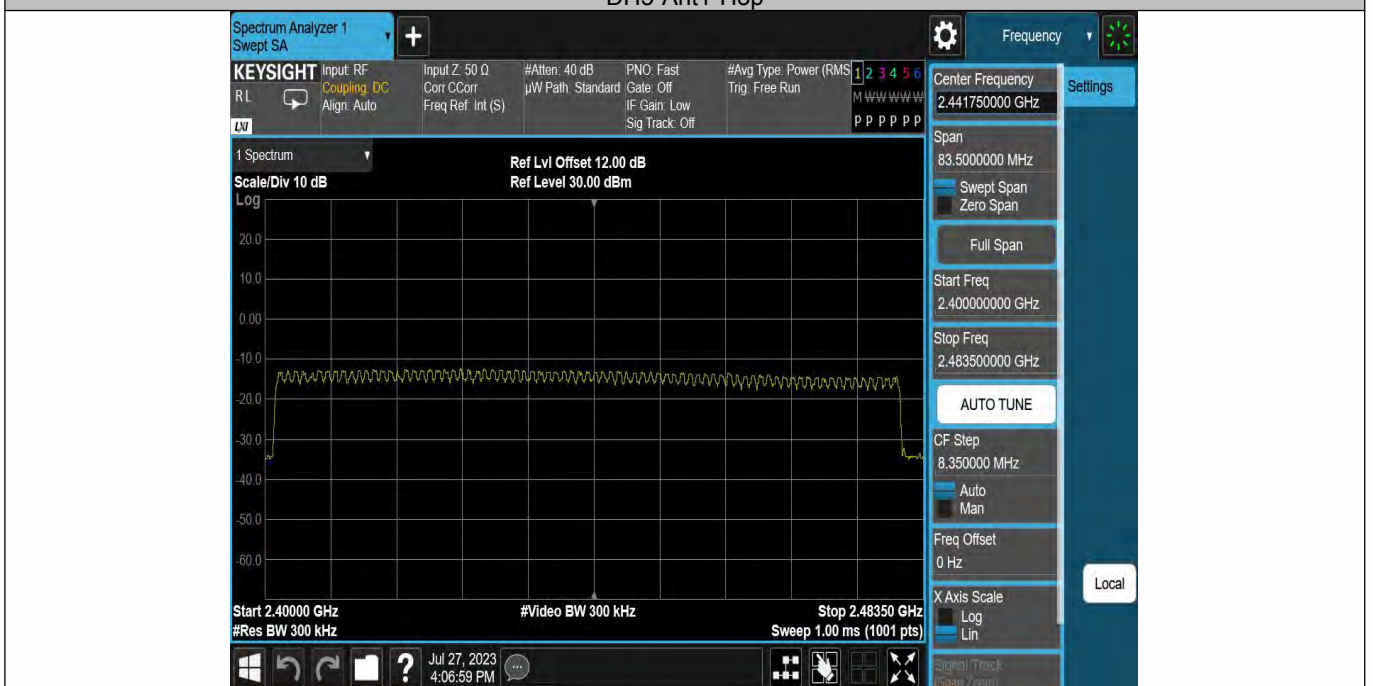 Spectrum Analyzer 1
Swept SA
+
Frequency
KEYSIGHT
RL
LXI
Input: RF
Coupling: DC
Align: Auto
Input Z: 50 Ω
Corr CCorr
Freq Ref: Int (S)
#Atten: 40 dB
µW Path: Standard
PNO: Fast
Gate: Off
IF Gain: Low
Sig Track: Off
#Avg Type: Power (RMS
Trig: Free Run
1 2 3 4 5 6
M W W W W W
P P P P P P
Center Frequency
2.441750000 GHz
Settings
Span
83.5000000 MHz
Swept Span
Zero Span
Full Span
Start Freq
2.400000000 GHz
Stop Freq
2.483500000 GHz
AUTO TUNE
CF Step
8.350000 MHz
Auto
Man
Freq Offset
0 Hz
X Axis Scale
Log
Lin
Signal Track
(Span Zoom)
Local
1 Spectrum
Scale/Div 10 dB
Ref Lvl Offset 12.00 dB
Ref Level 30.00 dBm
Log
20.0
10.0
0.00
-10.0
-20.0
-30.0
-40.0
-50.0
-60.0
Start 2.40000 GHz
#Video BW 300 kHz
Stop 2.48350 GHz
#Res BW 300 kHz
Sweep 1.00 ms (1001 pts)
?
Jul 27, 2023
4:06:59 PM